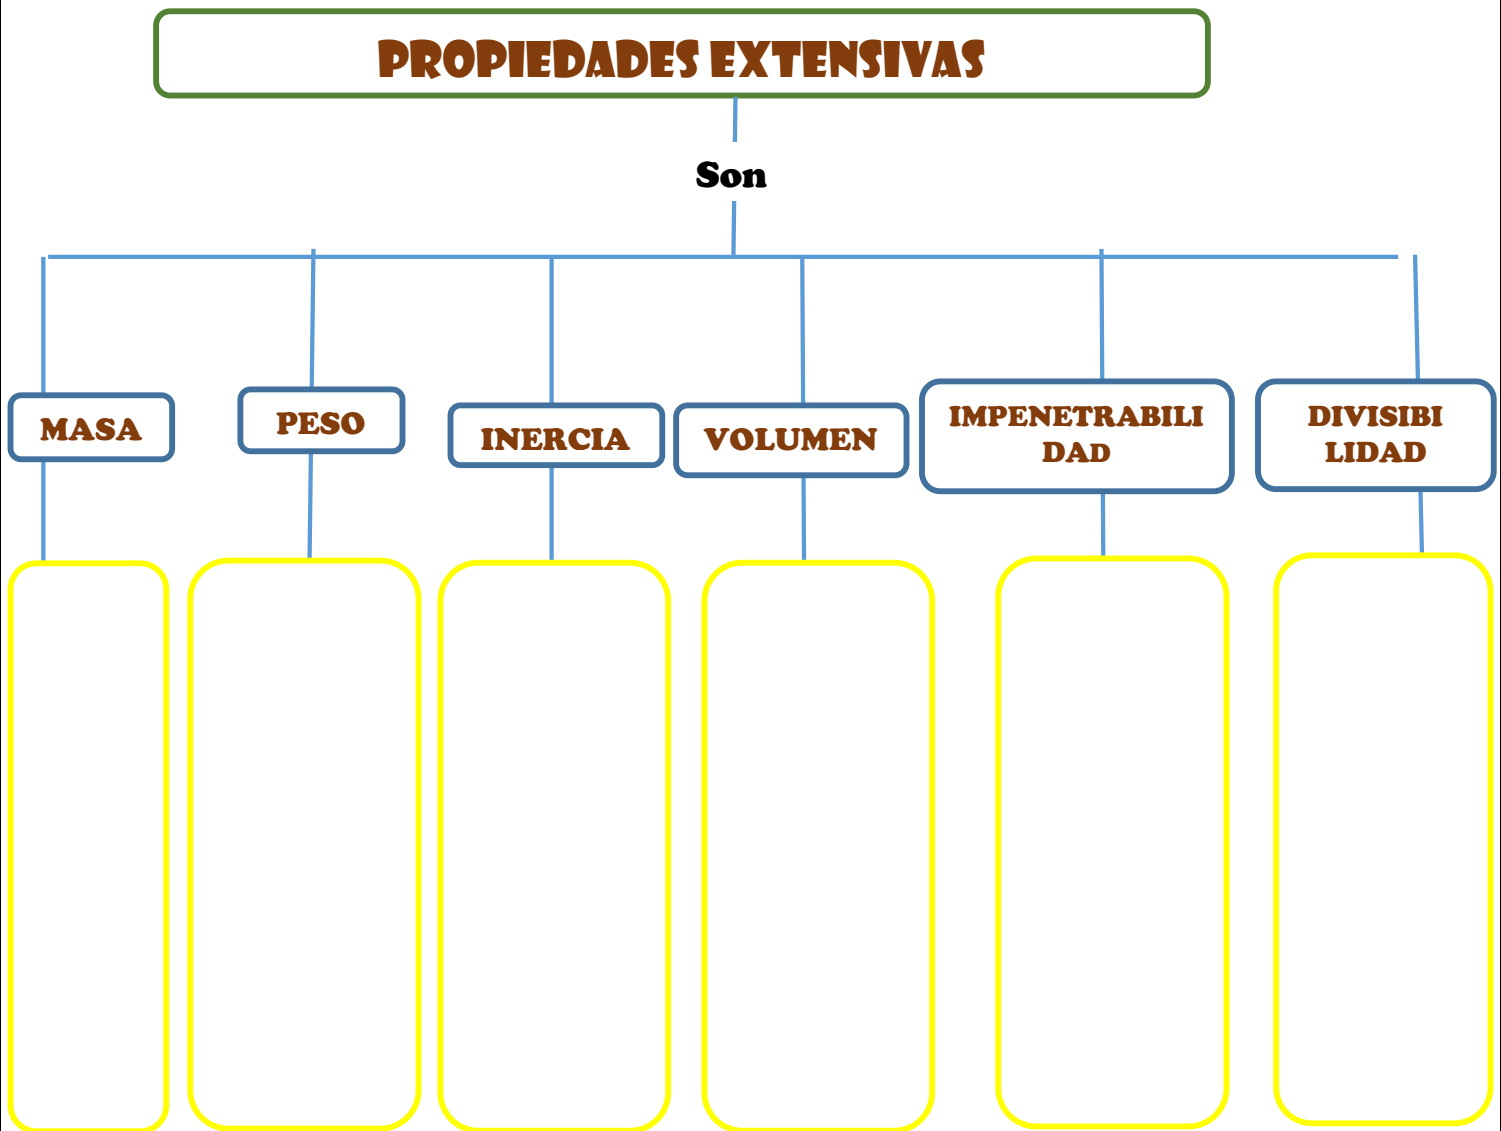 PROPIEDADES EXTENSIVAS
Son
MASA
PESO
INERCIA
VOLUMEN
IMPENETRABILI
DAD
DIVISIBI
LIDAD